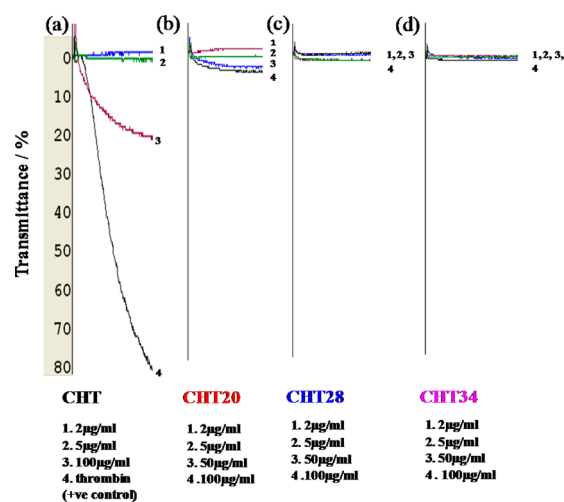 (a)
(b)
(c)
(d)
Transmittance / %
0
10
20
30
40
50
60
70
80
1
2
3
4
1
2
3
4
1, 2, 3
4
1, 2, 3,
4
CHT
1. 2µg/ml
2. 5µg/ml
3. 100µg/ml
4. thrombin
(+ve control)
CHT20
1. 2µg/ml
2. 5µg/ml
3. 50µg/ml
4 .100µg/ml
CHT28
1. 2µg/ml
2. 5µg/ml
3. 50µg/ml
4 .100µg/ml
CHT34
1. 2µg/ml
2. 5µg/ml
3. 50µg/ml
4 . 100µg/ml